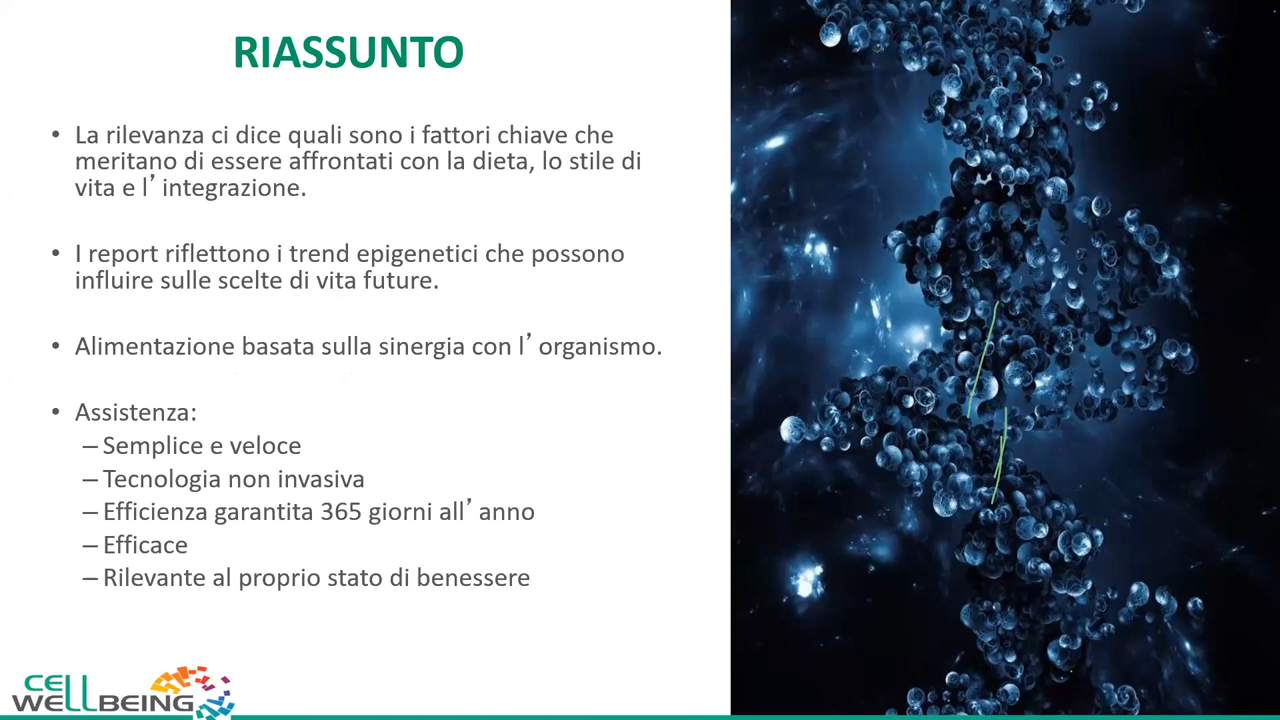 RIASSUNTO
• La rilevanza ci dice quali sono i fattori chiave che
meritano di essere affrontati con la dieta, lo stile di
vita e l’ integrazione.
• I report riflettono i trend epigenetici che possono
influire sulle scelte di vita future.
• Alimentazione basata sulla sinergia con l’ organismo.
• Assistenza:
– Semplice e veloce
– Tecnologia non invasiva
– Efficienza garantita 365 giorni all’ anno
– Efficace
– Rilevante al proprio stato di benessere
CELL
WELLBEING